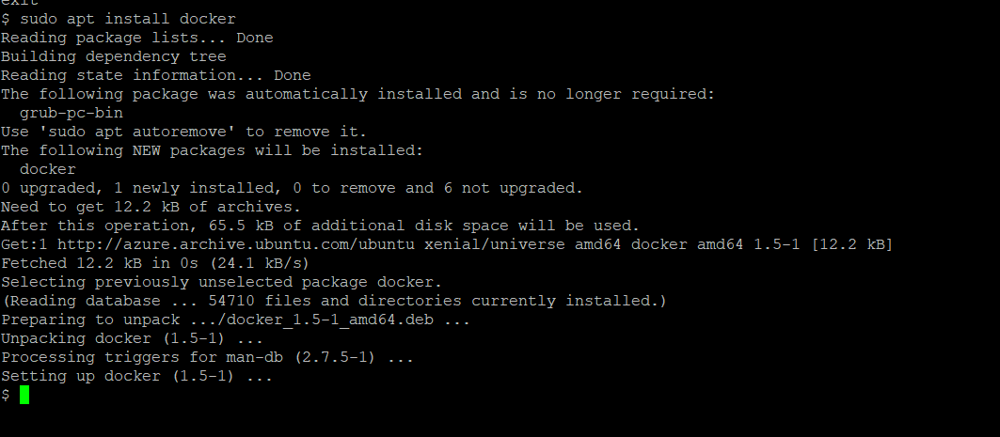 exit
$ sudo apt install docker
Reading package lists... Done
Building dependency tree
Reading state information... Done
The following package was automatically installed and is no longer required:
  grub-pc-bin
Use 'sudo apt autoremove' to remove it.
The following NEW packages will be installed:
  docker
0 upgraded, 1 newly installed, 0 to remove and 6 not upgraded.
Need to get 12.2 kB of archives.
After this operation, 65.5 kB of additional disk space will be used.
Get:1 http://azure.archive.ubuntu.com/ubuntu xenial/universe amd64 docker amd64 1.5-1 [12.2 kB]
Fetched 12.2 kB in 0s (24.1 kB/s)
Selecting previously unselected package docker.
(Reading database ... 54710 files and directories currently installed.)
Preparing to unpack .../docker_1.5-1_amd64.deb ...
Unpacking docker (1.5-1) ...
Processing triggers for man-db (2.7.5-1) ...
Setting up docker (1.5-1) ...
$